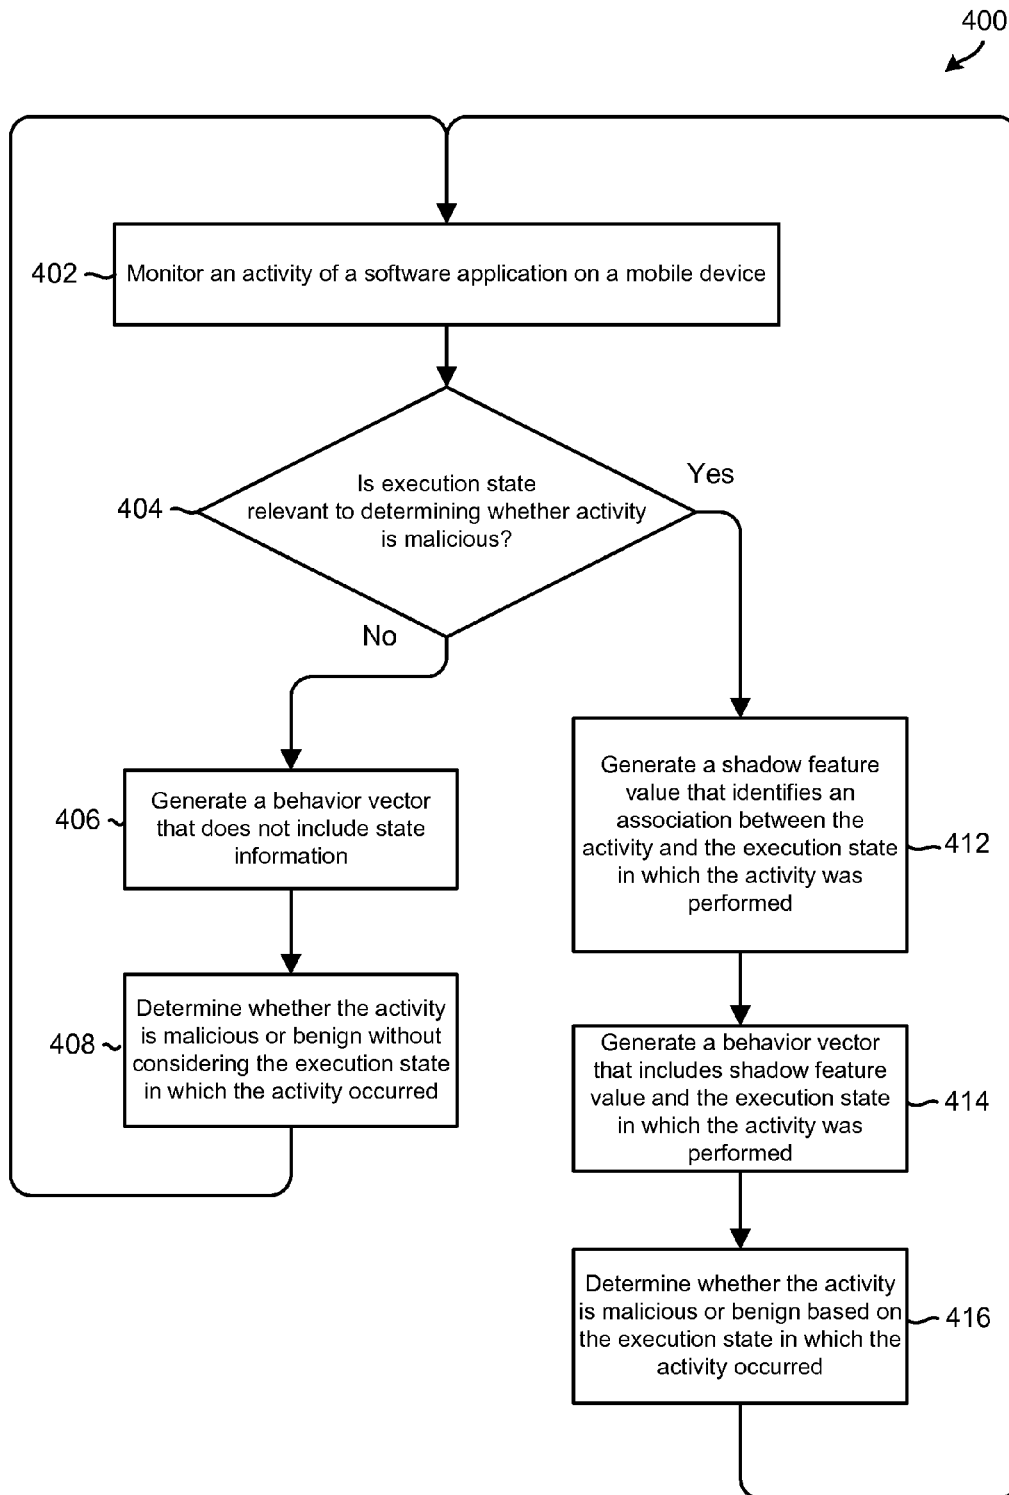 400
402
Monitor an activity of a software application on a mobile device
404
Is execution state
relevant to determining whether activity
is malicious?
Yes
No
406
Generate a behavior vector
that does not include state
information
408
Determine whether the activity
is malicious or benign without
considering the execution state
in which the activity occurred
Generate a shadow feature
value that identifies an
association between the
activity and the execution state
in which the activity was
performed
412
Generate a behavior vector
that includes shadow feature
value and the execution state
in which the activity was
performed
414
Determine whether the activity
is malicious or benign based on
the execution state in which the
activity occurred
416